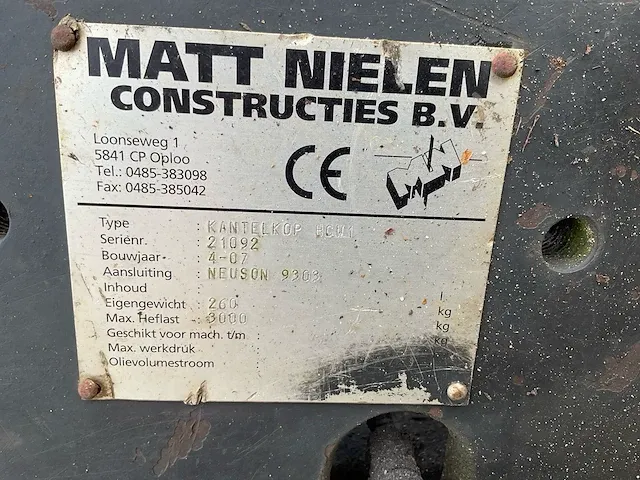 MATT NIELEN
CONSTRUCTIES B.V.
Loonseweg 1
5841 CP Oploo
Tel.: 0485-383098
Fax: 0485-385042
CE
Type : KANTELKOP HCW1
Serienr. : 21092
Bouwjaar : 4-07
Aansluiting : NEUSON 9303
Inhoud : l
Eigengewicht : 260 kg
Max. Heflast : 3000 kg
Geschikt voor mach. t/m : kg
Max. werkdruk
Olievolumestroom